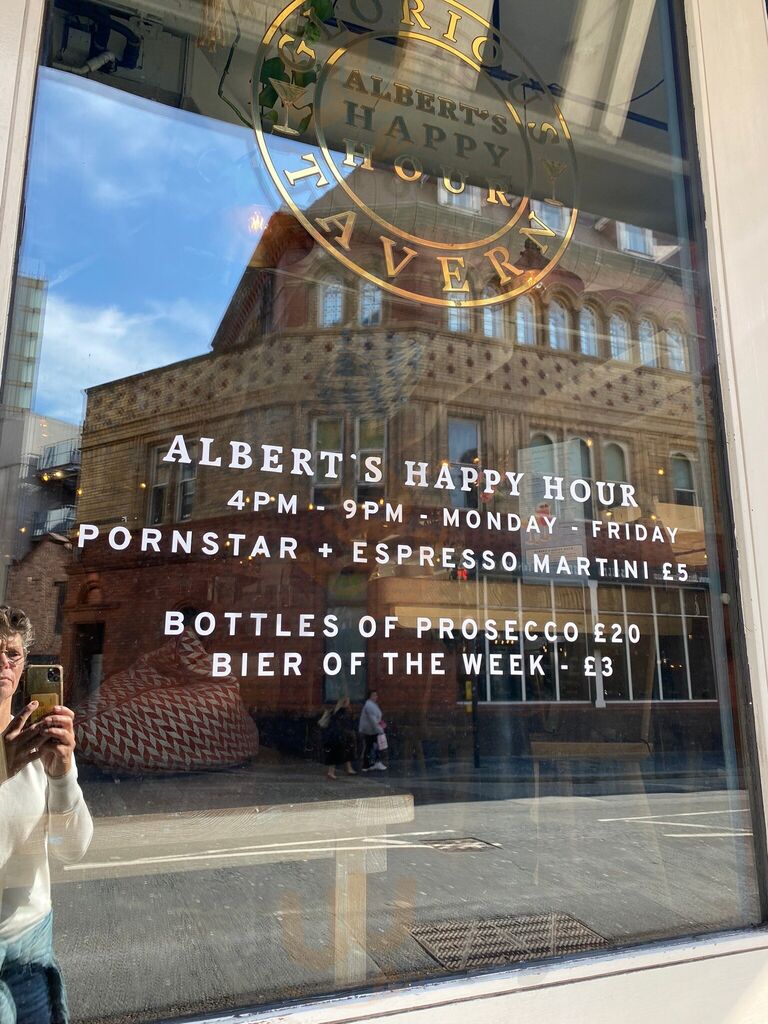 GLORIOUS
ALBERT'S
HAPPY
HOUR
TAVERN
ALBERT'S HAPPY HOUR
4PM - 9PM - MONDAY - FRIDAY
PORNSTAR + ESPRESSO MARTINI £5
BOTTLES OF PROSECCO £20
BIER OF THE WEEK - £3